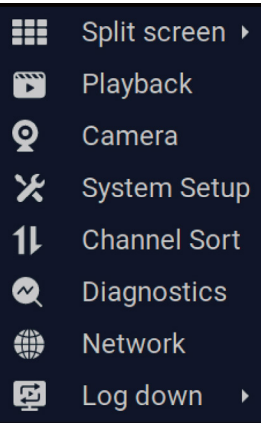 Split screen
Playback
Camera
System Setup
Channel Sort
Diagnostics
Network
Log down